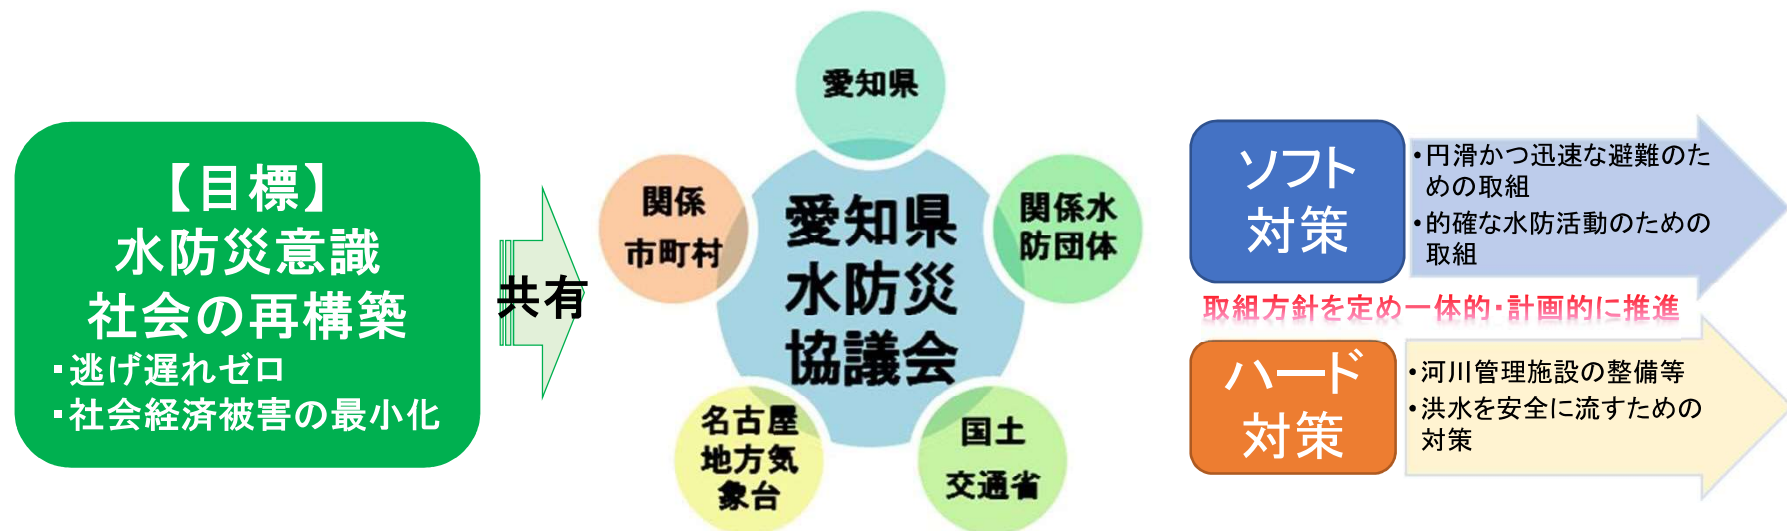 【目標】
水防災意識
社会の再構築
・逃げ遅れゼロ
・社会経済被害の最小化
共有
愛知県
関係
市町村
関係水
防団体
愛知県
水防災
協議会
名古屋
地方気
象台
国土
交通省
ソフト
対策
・円滑かつ迅速な避難のた
めの取組
・的確な水防活動のための
取組
取組方針を定め一体的・計画的に推進
ハード
対策
・河川管理施設の整備等
・洪水を安全に流すための
対策